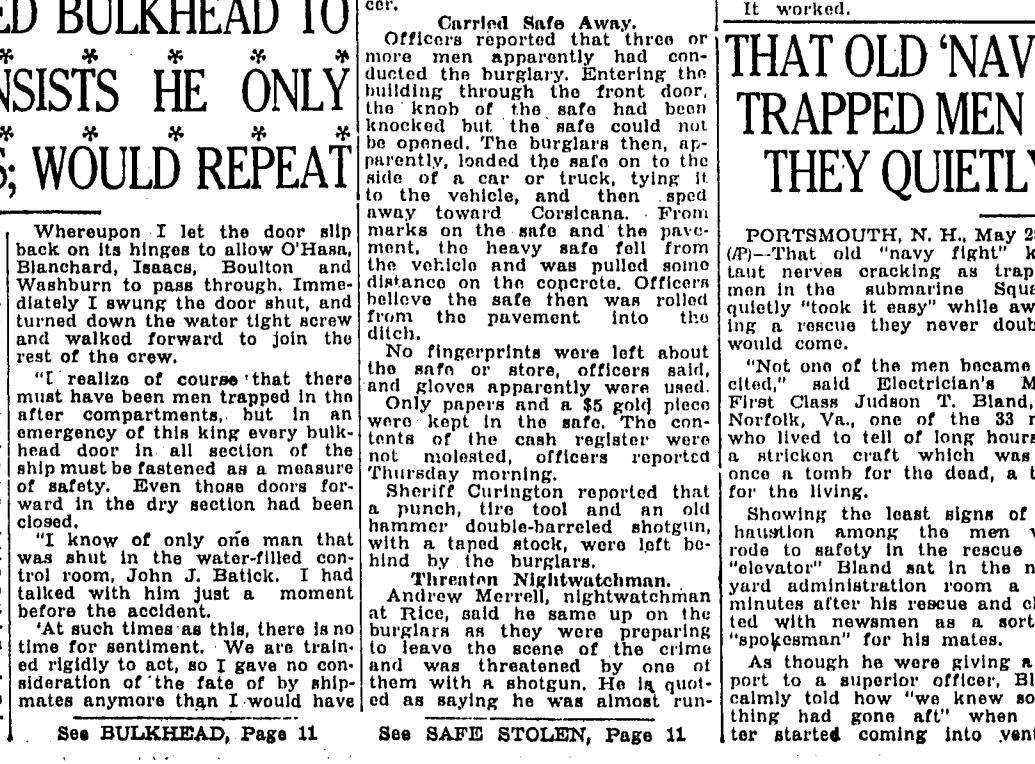 ED BULKHEAD TO
* * * * *
NSISTS HE ONLY
* * * * *
S; WOULD REPEAT
Whereupon I let the door slip
back on its hinges to allow O'Hasa,
Blanchard, Isaacs, Boulton and
Washburn to pass through. Imme-
diately I swung the door shut, and
turned down the water tight screw
and walked forward to join the
rest of the crew.
"I realize of course that there
must have been men trapped in the
after compartments, but in an
emergency of this king every bulk-
head door in all section of the
ship must be fastened as a measure
of safety. Even those doors for-
ward in the dry section had been
closed.
"I know of only one man that
was shut in the water-filled con-
trol room, John J. Batick. I had
talked with him just a moment
before the accident.
'At such times as this, there is no
time for sentiment. We are train-
ed rigidly to act, so I gave no con-
sideration of the fate of by ship-
mates anymore than I would have
See BULKHEAD, Page 11
cer.
Carried Safe Away.
Officers reported that three or
more men apparently had con-
ducted the burglary. Entering the
building through the front door,
the knob of the safe had been
knocked but the safe could not
be opened. The burglars then, ap-
parently, loaded the safe on to the
side of a car or truck, tying it
to the vehicle, and then sped
away toward Corsicana. From
marks on the safe and the pave-
ment, the heavy safe fell from
the vehicle and was pulled some
distance on the concrete. Officers
believe the safe then was rolled
from the pavement into the
ditch.
No fingerprints were left about
the safe or store, officers said,
and gloves apparently were used.
Only papers and a $5 gold piece
were kept in the safe. The con-
tents of the cash register were
not molested, officers reported
Thursday morning.
Sheriff Curington reported that
a punch, tire tool and an old
hammer double-barreled shotgun,
with a taped stock, were left be-
hind by the burglars.
Threaten Nightwatchman.
Andrew Merrell, nightwatchman
at Rice, said he same up on the
burglars as they were preparing
to leave the scene of the crime
and was threatened by one of
them with a shotgun. He is quot-
ed as saying he was almost run-
See SAFE STOLEN, Page 11
It worked.
THAT OLD 'NAV
TRAPPED MEN
THEY QUIETLY
PORTSMOUTH, N. H., May 2
(AP)—That old "navy fight" k
taut nerves cracking as trap
men in the submarine Squa
quietly "took it easy" while aw
ing a rescue they never doub
would come.
"Not one of the men became
cited," said Electrician's M
First Class Judson T. Bland,
Norfolk, Va., one of the 33 
who lived to tell of long hours
a stricken craft which was
once a tomb for the dead, a t
for the living.
Showing the least signs of
haustion among the men w
rode to safety in the rescue
"elevator" Bland sat in the n
yard administration room a
minutes after his rescue and c
ted with newsmen as a sort
"spokesman" for his mates.
As though he were giving a
port to a superior officer, Bl
calmly told how "we knew so
thing had gone aft" when
ter started coming into vent